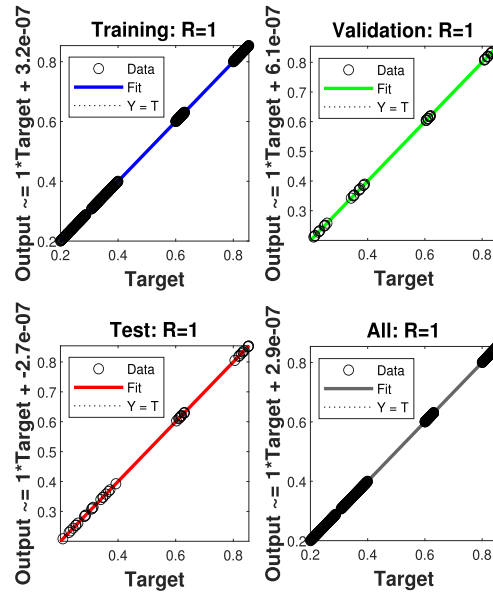 Training: R=1
Output ~= 1*Target + 3.2e-07
0.8
0.6
0.4
0.2
Data
Fit
Y = T
0.2 0.4 0.6 0.8
Target
Validation: R=1
Output ~= 1*Target + 6.1e-07
0.8
0.7
0.6
0.5
0.4
0.3
Data
Fit
Y = T
0.4 0.6 0.8
Target
Test: R=1
Output ~= 1*Target + -2.7e-07
0.8
0.7
0.6
0.5
0.4
0.3
Data
Fit
Y = T
0.4 0.6 0.8
Target
All: R=1
Output ~= 1*Target + 2.9e-07
0.8
0.6
0.4
0.2
Data
Fit
Y = T
0.2 0.4 0.6 0.8
Target